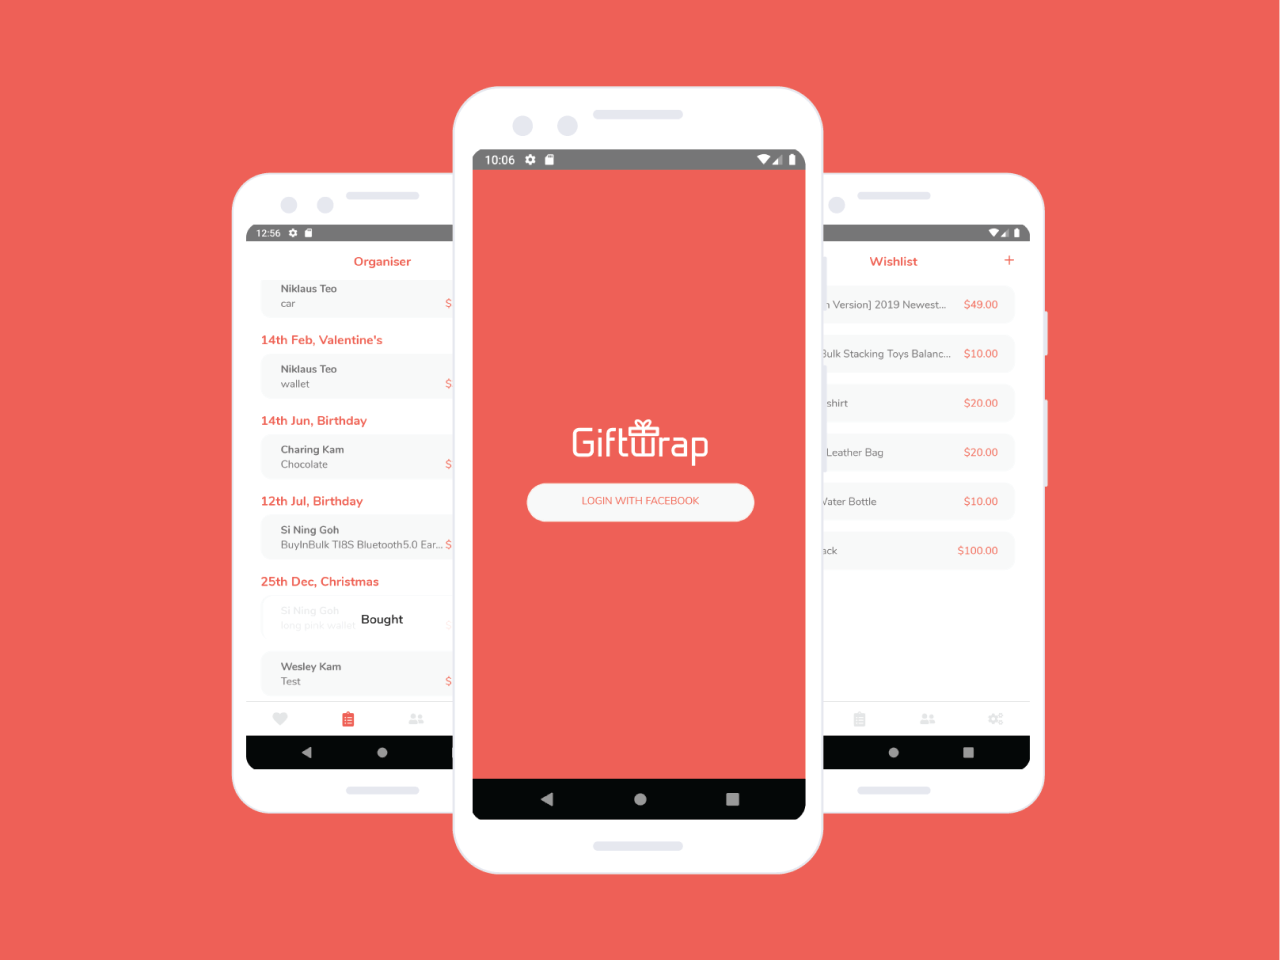 12:56
Organiser
Niklaus Teo
car
$
14th Feb, Valentine's
Niklaus Teo
wallet
$
14th Jun, Birthday
Charing Kam
Chocolate
$
12th Jul, Birthday
Si Ning Goh
BuyInBulk TI8S Bluetooth5.0 Ear... $
25th Dec, Christmas
Si Ning Goh
long pink wallet
$
Bought
Wesley Kam
Test
$
10:06
Giftwrap
LOGIN WITH FACEBOOK
Wishlist
+
Version] 2019 Newest... $49.00
Stacking Toys Balanc... $10.00
shirt $20.00
Leather Bag $20.00
Bottle $10.00
$100.00